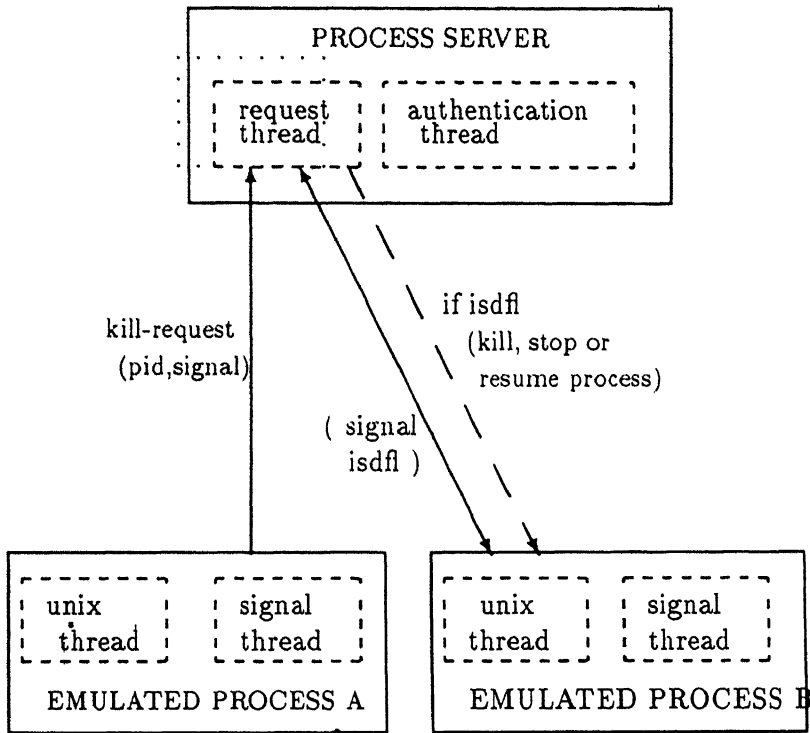 PROCESS SERVER
request
thread
authentication
thread
kill-request
(pid,signal)
if isdfl
(kill, stop or
resume process)
( signal
isdfl )
unix
thread
signal
thread
EMULATED PROCESS A
unix
thread
signal
thread
EMULATED PROCESS B